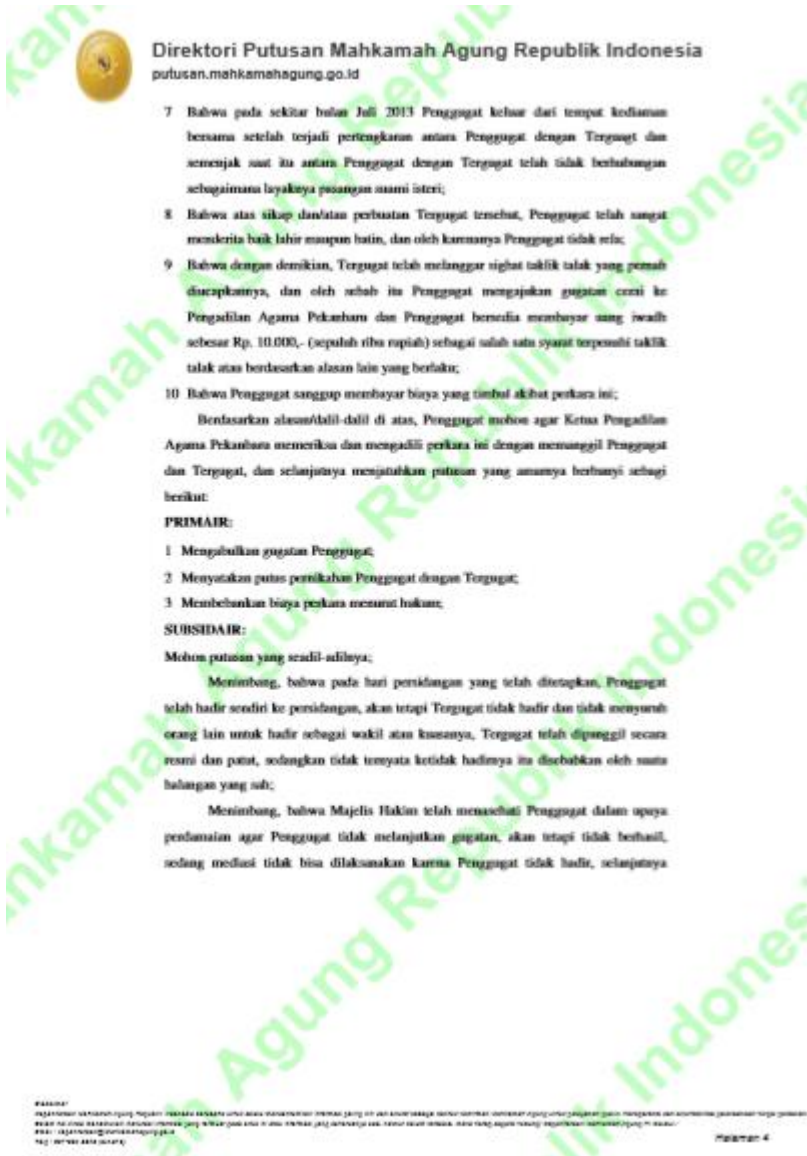 Direktori Putusan Mahkamah Agung Republik Indonesia
putusan.mahkamahagung.go.id
7 Bahwa pada sekitar bulan Juli 2013 Penggugat keluar dari tempat kediaman
bersama setelah terjadi pertengkaran antara Penggugat dengan Terguagt dan
semenjak saat itu antara Penggugat dengan Tergugat telah tidak berhubungan
sebagaimana layaknya pasangan suami isteri;
8 Bahwa atas sikap dan/atau perbuatan Tergugat tersebut, Penggugat telah sangat
menderita baik lahir maupun batin, dan oleh karenanya Penggugat tidak rela;
9 Bahwa dengan demikian, Tergugat telah melanggar sighat taklik talak yang pernah
diucapkannya, dan oleh sebab itu Penggugat mengajukan gugatan cerai ke
Pengadilan Agama Pekanbaru dan Penggugat bersedia membayar uang iwadh
sebesar Rp. 10.000,- (sepuluh ribu rupiah) sebagai salah satu syarat terpenuhi taklik
talak atau berdasarkan alasan lain yang berlaku;
10 Bahwa Penggugat sanggup membayar biaya yang timbul akibat perkara ini;
Berdasarkan alasan/dalil-dalil di atas, Penggugat mohon agar Ketua Pengadilan
Agama Pekanbaru memeriksa dan mengadili perkara ini dengan memanggil Penggugat
dan Tergugat, dan selanjutnya menjatuhkan putusan yang amarnya berbunyi sebagi
berikut:
PRIMAIR:
1 Mengabulkan gugatan Penggugat;
2 Menyatakan putus pernikahan Penggugat dengan Tergugat;
3 Membebankan biaya perkara menurut hukum;
SUBSIDAIR:
Mohon putusan yang seadil-adilnya;
Menimbang, bahwa pada hari persidangan yang telah ditetapkan, Penggugat
telah hadir sendiri ke persidangan, akan tetapi Tergugat tidak hadir dan tidak menyuruh
orang lain untuk hadir sebagai wakil atau kuasanya, Tergugat telah dipanggil secara
resmi dan patut, sedangkan tidak ternyata ketidak hadirnya itu disebabkan oleh suatu
halangan yang sah;
Menimbang, bahwa Majelis Hakim telah menasehati Penggugat dalam upaya
perdamaian agar Penggugat tidak melanjutkan gugatan, akan tetapi tidak berhasil,
sedang mediasi tidak bisa dilaksanakan karena Penggugat tidak hadir, selanjutnya
Halaman 4